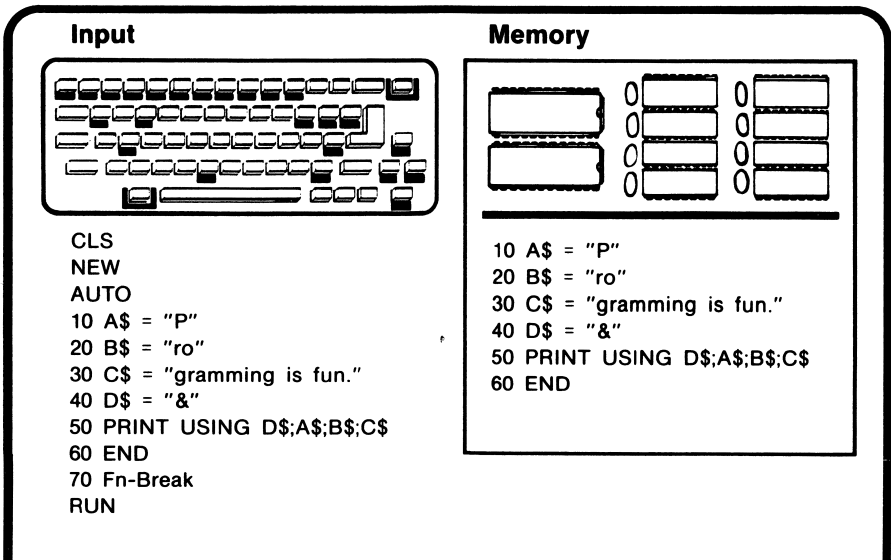 Input
CLS
NEW
AUTO
10 A$ = "P"
20 B$ = "ro"
30 C$ = "gramming is fun."
40 D$ = "&"
50 PRINT USING D$;A$;B$;C$
60 END
70 Fn-Break
RUN
Memory
10 A$ = "P"
20 B$ = "ro"
30 C$ = "gramming is fun."
40 D$ = "&"
50 PRINT USING D$;A$;B$;C$
60 END